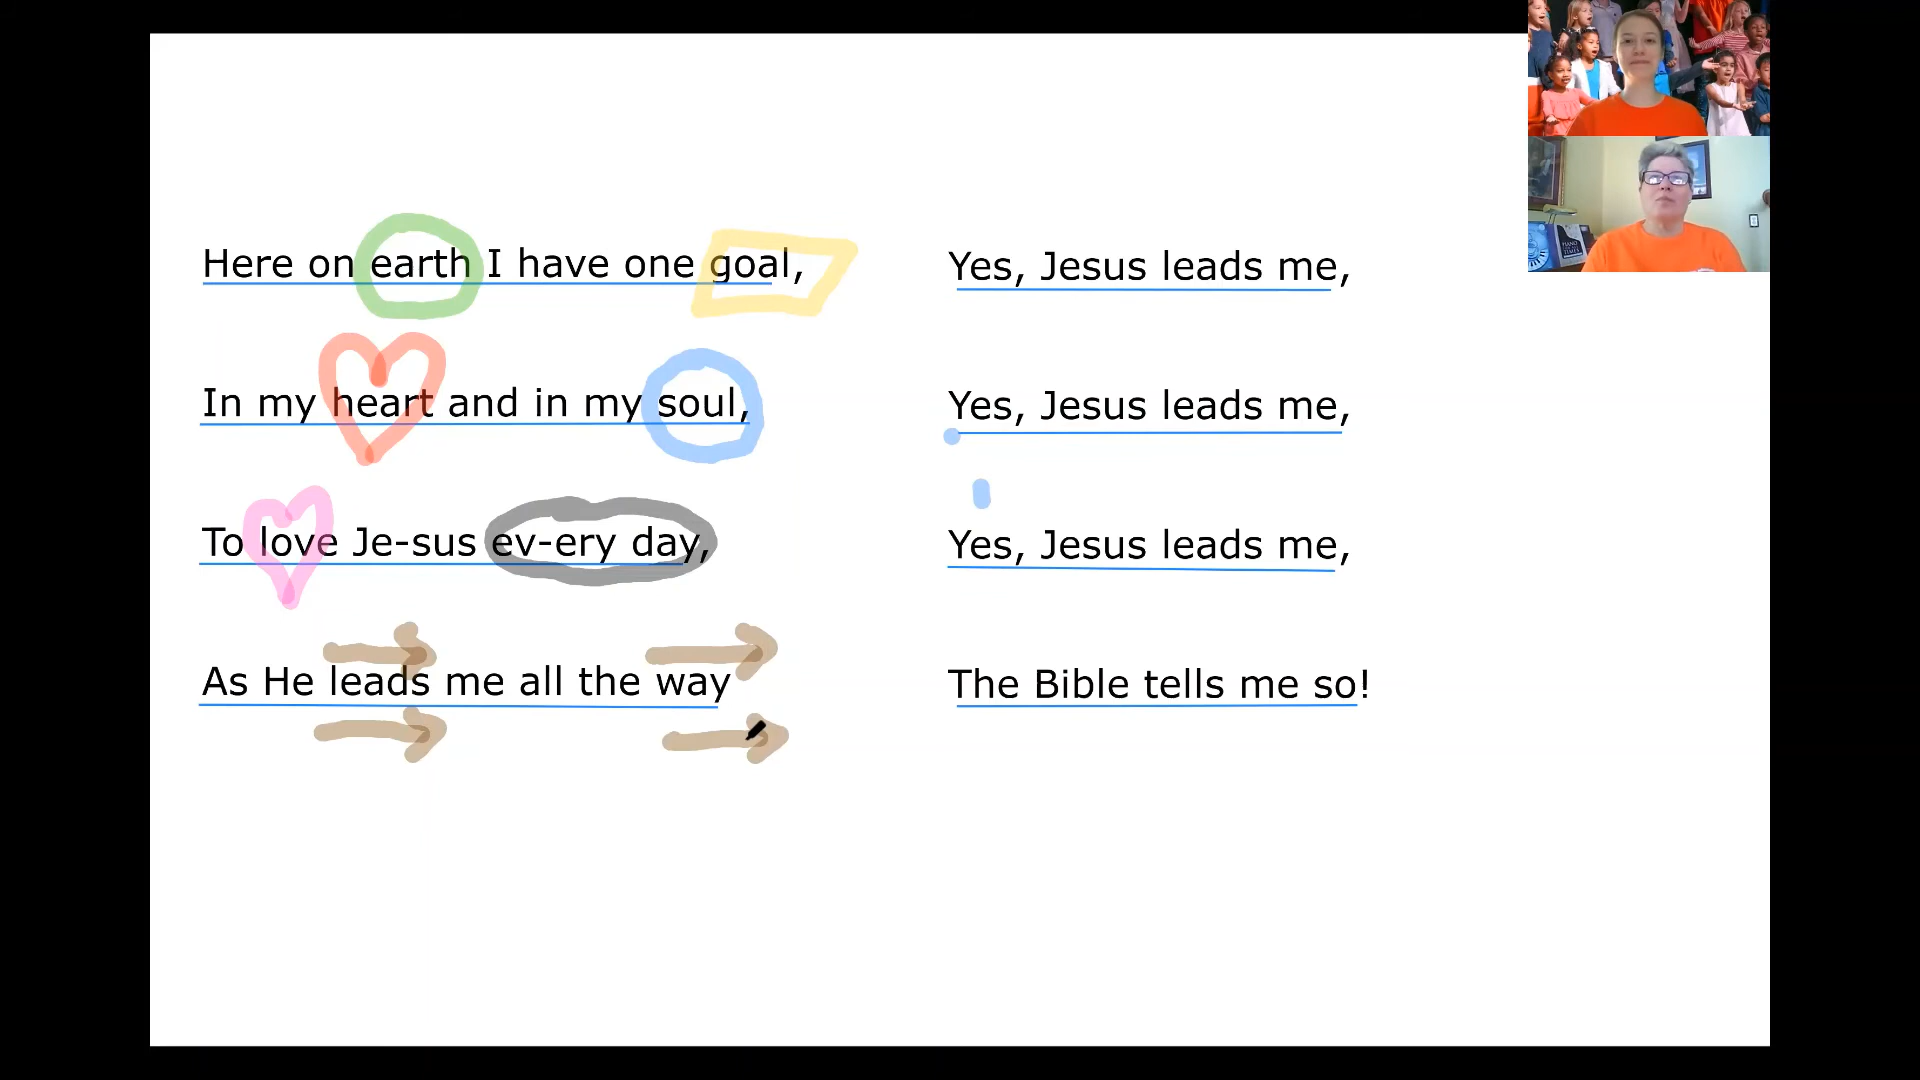 Here on earth I have one goal,
In my heart and in my soul,
To love Je-sus ev-ery day,
As He leads me all the way
Yes, Jesus leads me,
Yes, Jesus leads me,
Yes, Jesus leads me,
The Bible tells me so!